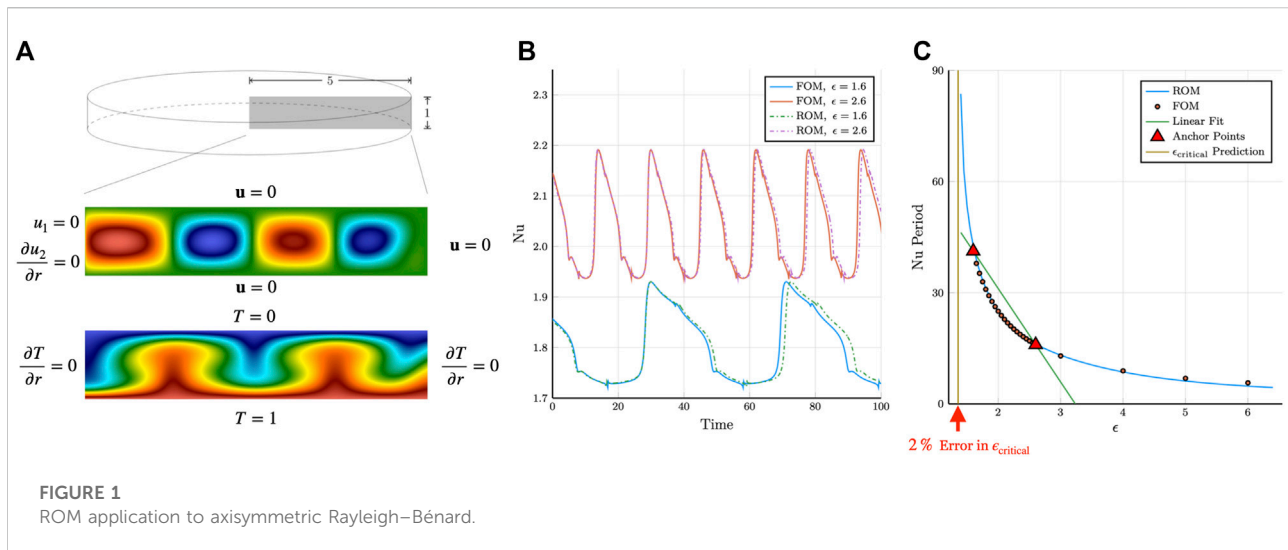 A
5
1
𝐮 = 0
u₁ = 0
∂u₂/∂r = 0
𝐮 = 0
𝐮 = 0
T = 0
∂T/∂r = 0
∂T/∂r = 0
T = 1
B
FOM, ϵ = 1.6
FOM, ϵ = 2.6
ROM, ϵ = 1.6
ROM, ϵ = 2.6
2.3
2.2
2.1
2.0
1.9
1.8
1.7
Nu
0 20 40 60 80 100
Time
C
ROM
FOM
Linear Fit
Anchor Points
ϵcritical Prediction
90
60
30
0
Nu Period
2 3 4 5 6
ϵ
2 % Error in ϵcritical
FIGURE 1
ROM application to axisymmetric Rayleigh–Bénard.